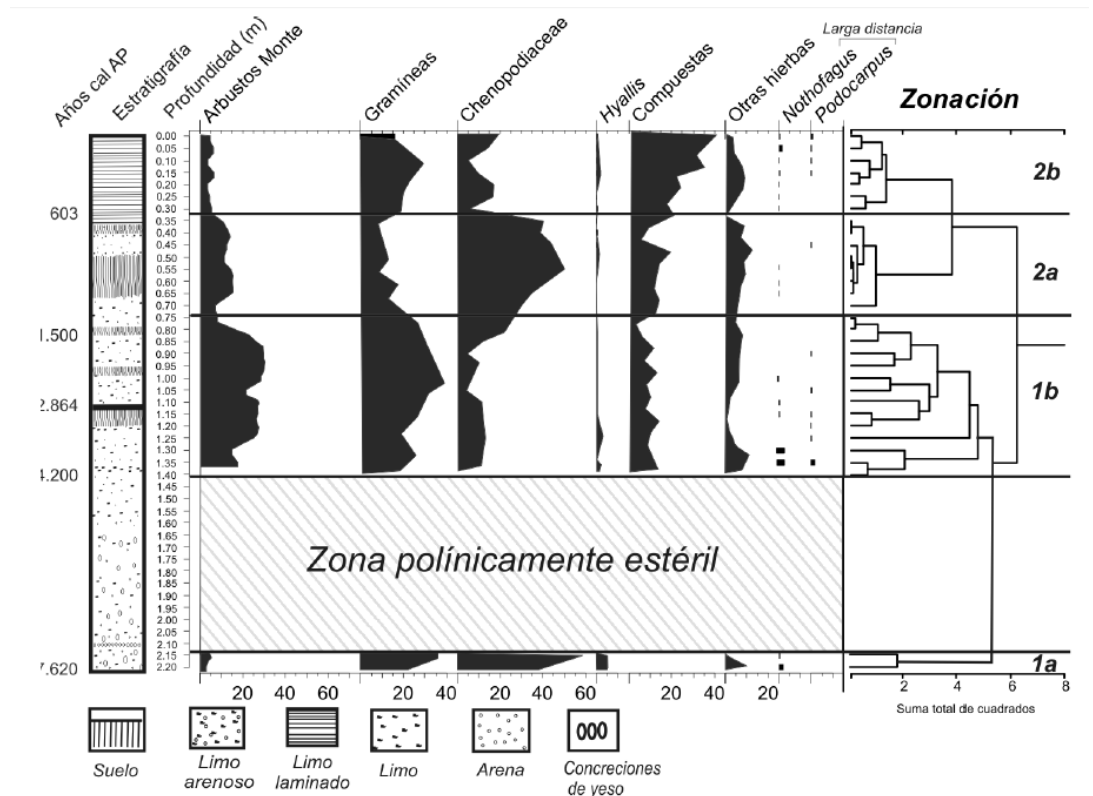 Larga distancia
Años cal AP
Estratigrafía
Profundidad (m)
Arbustos Monte
Gramíneas
Chenopodiaceae
Hyallis
Compuestas
Otras hierbas
Nothofagus
Podocarpus
Zonación
0.00
0.05
0.10
0.15
0.20
0.25
0.30
603
0.35
0.40
0.45
0.50
0.55
0.60
0.65
0.70
0.75
0.80
.500
0.85
0.90
0.95
1.00
1.05
1.10
2.864
1.15
1.20
1.25
1.30
1.35
1.40
.200
1.45
1.50
1.55
1.60
1.65
1.70
1.75
1.80
1.85
1.90
1.95
2.00
2.05
2.10
2.15
2.20
.620
2b
2a
1b
1a
Zona polínicamente estéril
20 40 60 20 40 20 40 60 20 40 20
2 4 6 8
Suma total de cuadrados
Suelo
Limo
arenoso
Limo
laminado
Limo
Arena
Concreciones
de yeso